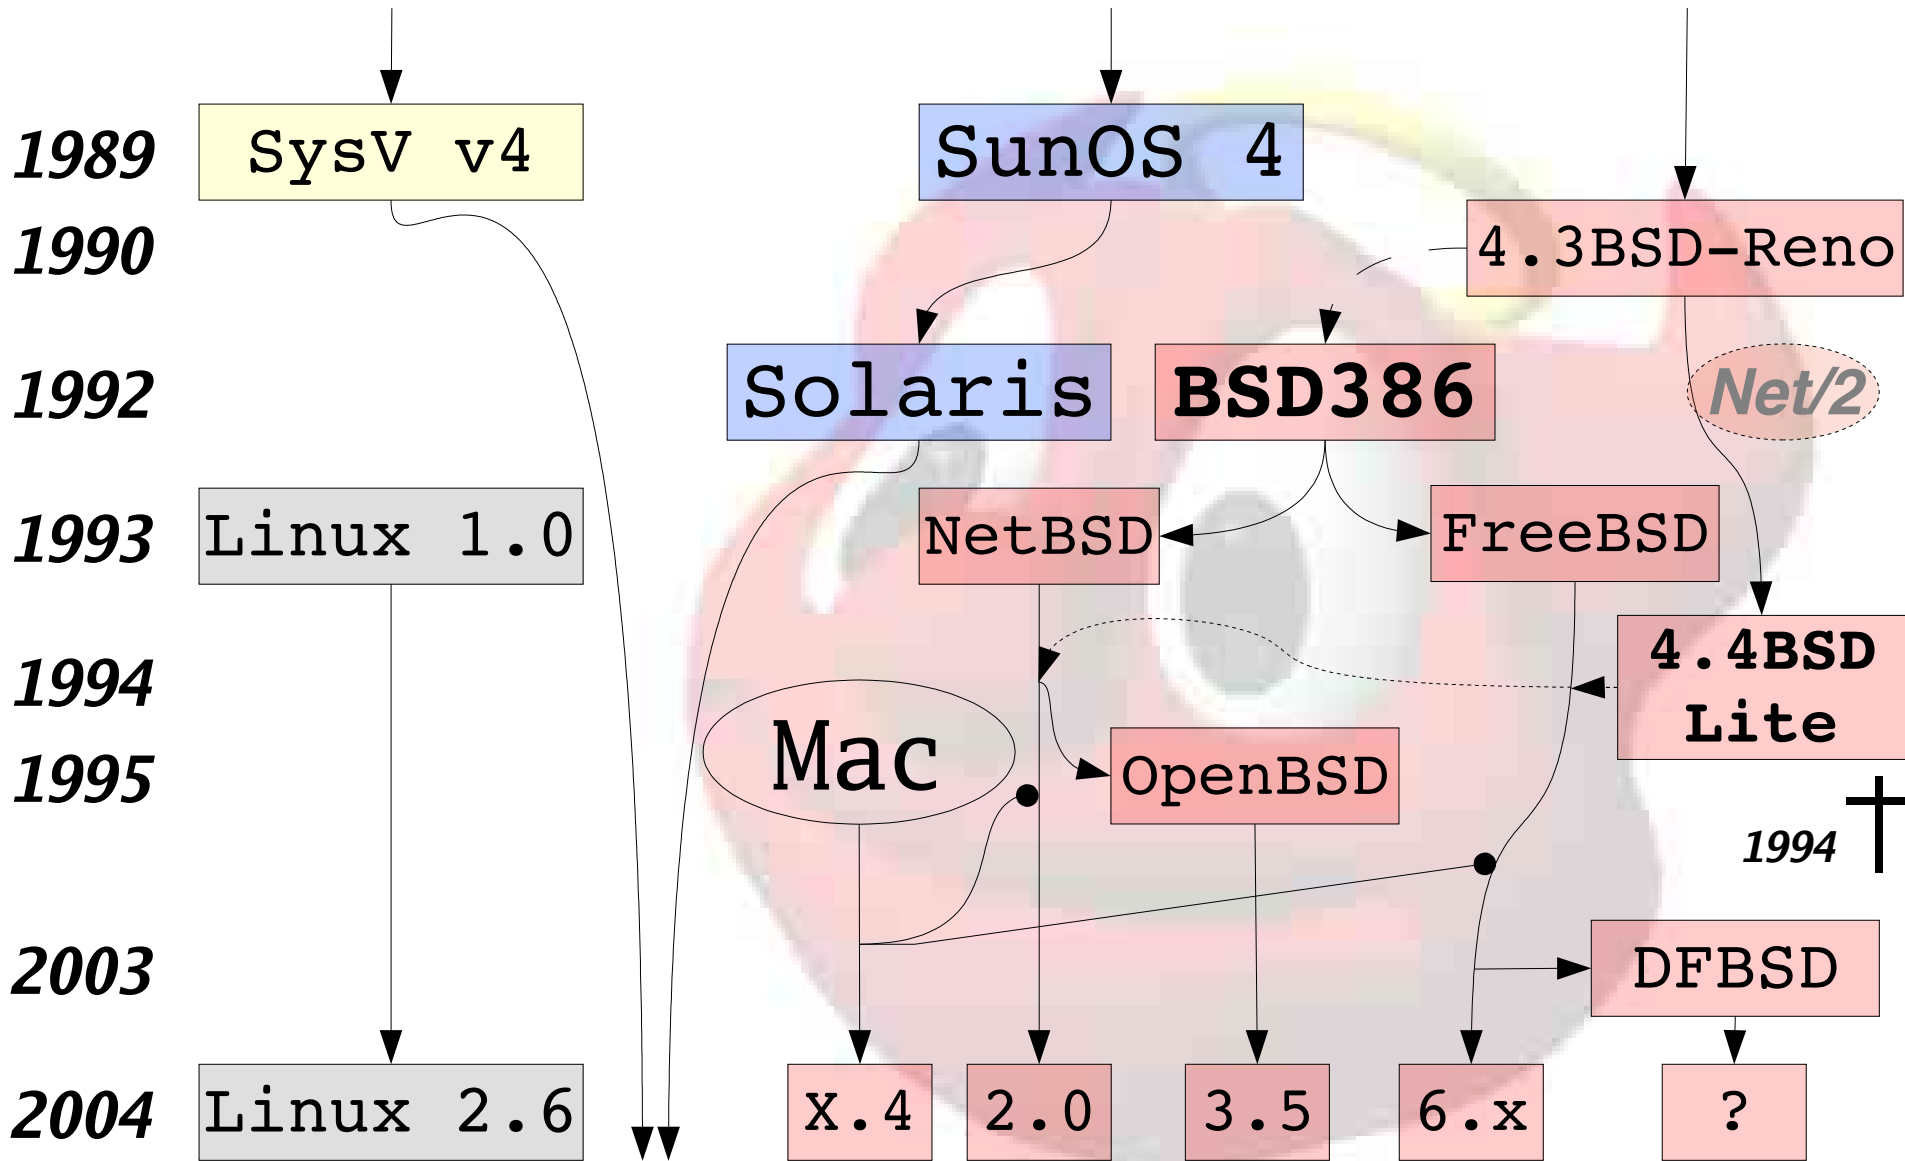 1989
SysV v4
SunOS 4
1990
4.3BSD-Reno
1992
Solaris
BSD386
Net/2
1993
Linux 1.0
NetBSD
FreeBSD
1994
4.4BSD
Lite
Mac
1995
OpenBSD
1994
2003
DFBSD
2004
Linux 2.6
X.4
2.0
3.5
6.x
?